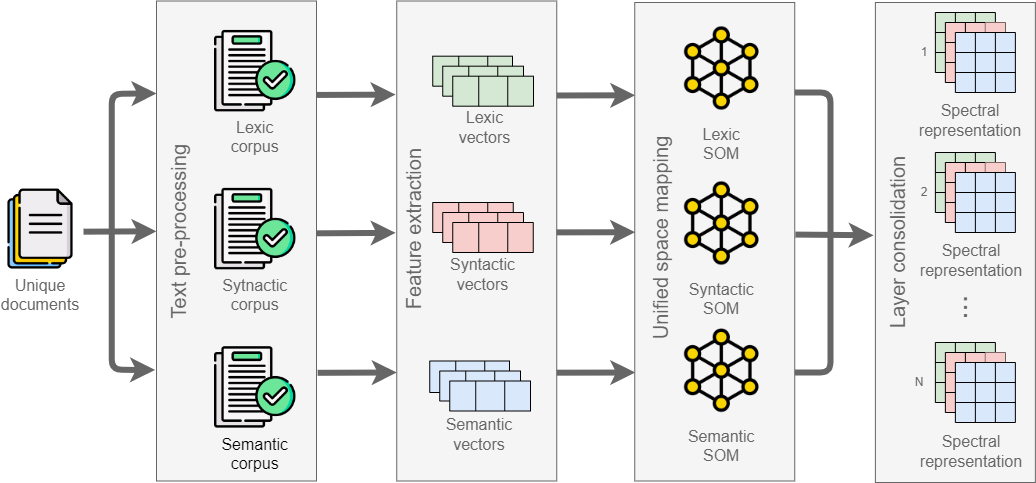 Unique
documents
Text pre-processing
Lexic
corpus
Sytnactic
corpus
Semantic
corpus
Feature extraction
Lexic
vectors
Syntactic
vectors
Semantic
vectors
Unified space mapping
Lexic
SOM
Syntactic
SOM
Semantic
SOM
Layer consolidation
1
Spectral
representation
2
Spectral
representation
...
N
Spectral
representation